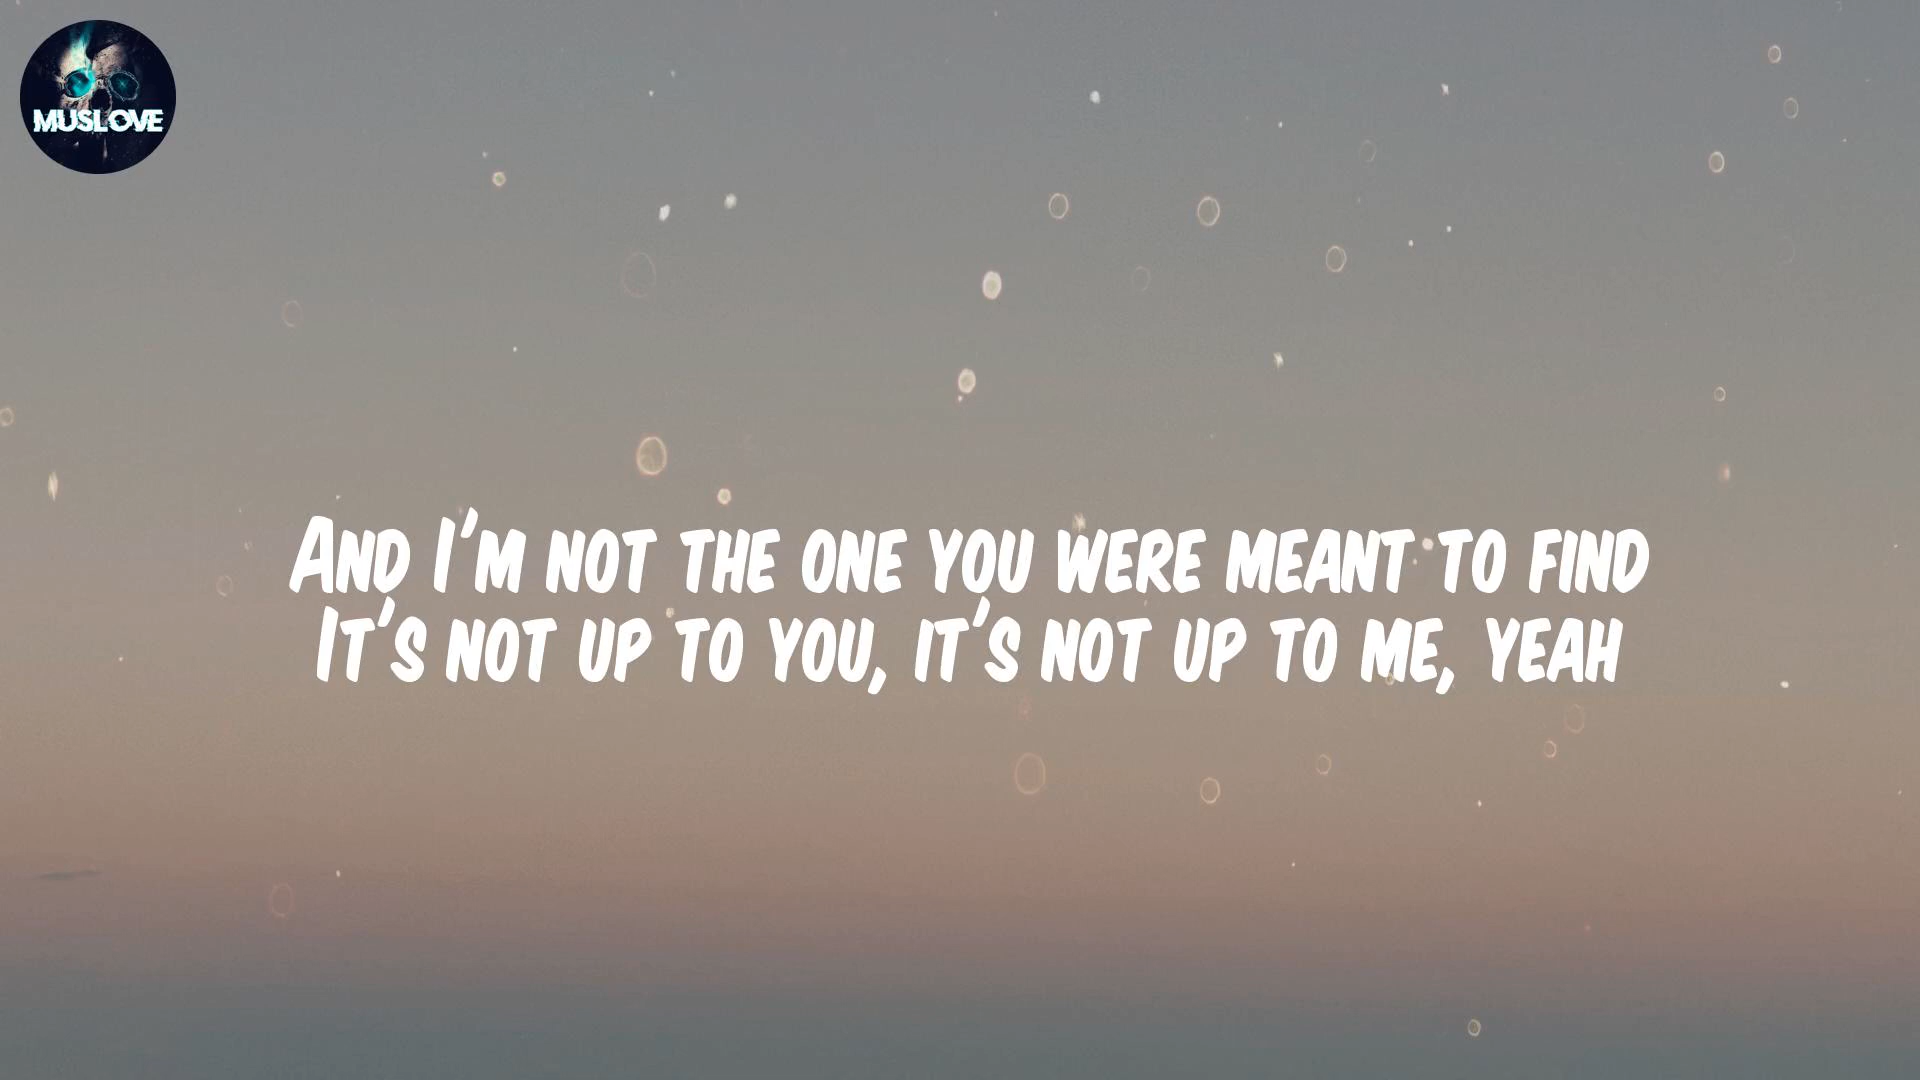 MUSLOVE
And I'm not the one you were meant to find
It's not up to you, it's not up to me, yeah